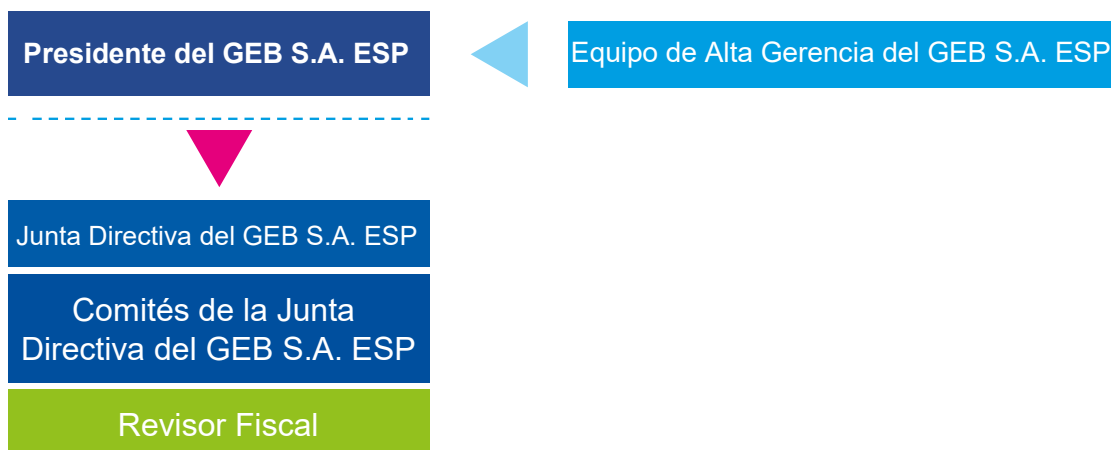 Presidente del GEB S.A. ESP
Equipo de Alta Gerencia del GEB S.A. ESP
Junta Directiva del GEB S.A. ESP
Comités de la Junta
Directiva del GEB S.A. ESP
Revisor Fiscal